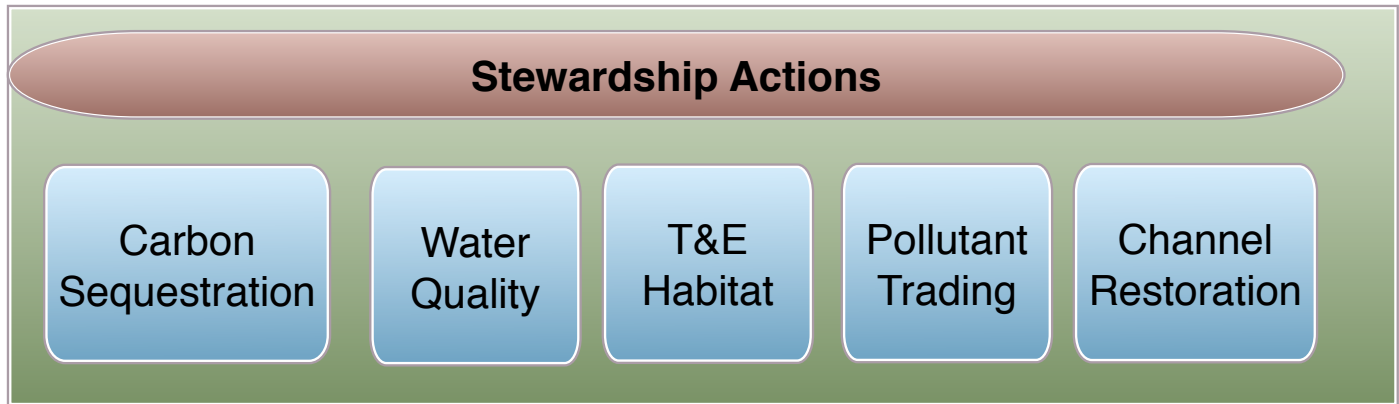 Stewardship Actions
Carbon
Sequestration
Water
Quality
T&E
Habitat
Pollutant
Trading
Channel
Restoration